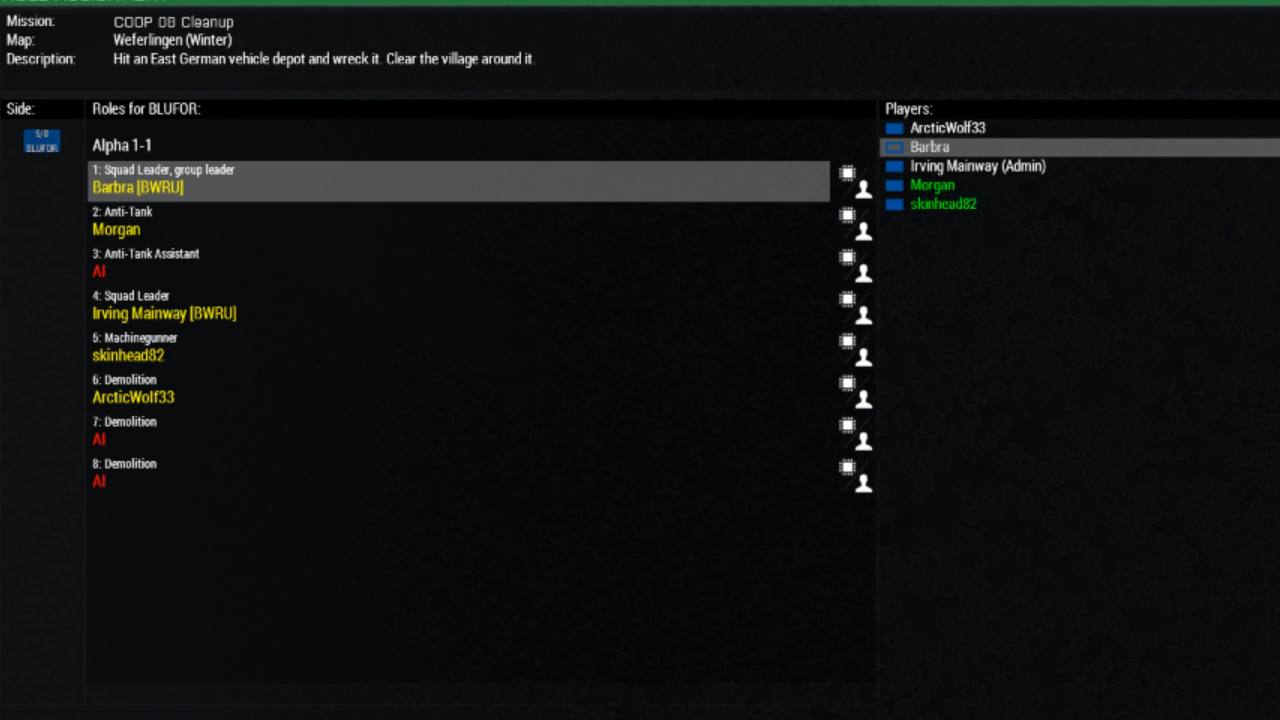 Mission: COOP 08 Cleanup
Map: Weferlingen (Winter)
Description: Hit an East German vehicle depot and wreck it. Clear the village around it.
Side:
5/8
BLUFOR
Roles for BLUFOR:
Alpha 1-1
1: Squad Leader, group leader
Barbra [BWRU]
2: Anti-Tank
Morgan
3: Anti-Tank Assistant
AI
4: Squad Leader
Irving Mainway [BWRU]
5: Machinegunner
skinhead82
6: Demolition
ArcticWolf33
7: Demolition
AI
8: Demolition
AI
Players:
ArcticWolf33
Barbra
Irving Mainway (Admin)
Morgan
skinhead82